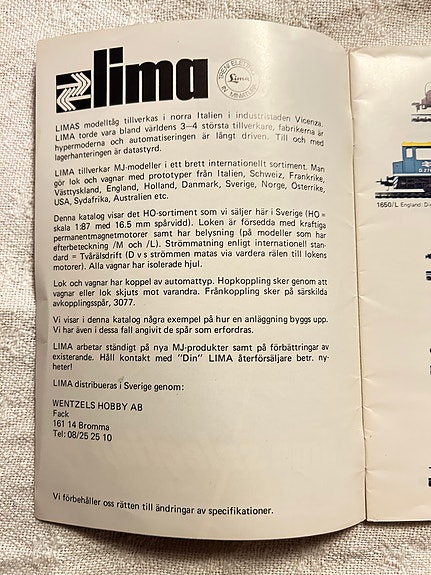 lima
TRENI ELETTRICI
Lima
IN MINIATURA
LIMAS modelltåg tillverkas i norra Italien i industristaden Vicenza.
LIMA torde vara bland världens 3—4 största tillverkare, fabrikerna är
hypermoderna och automatiseringen är långt driven. Till och med
lagerhanteringen är datastyrd.
LIMA tillverkar MJ-modeller i ett brett internationellt sortiment. Man
gör lok och vagnar med prototyper från Italien, Schweiz, Frankrike,
Västtyskland, England, Holland, Danmark, Sverige, Norge, Österrike,
USA, Sydafrika, Australien etc.
Denna katalog visar det HO-sortiment som vi säljer här i Sverige (HO =
skala 1:87 med 16.5 mm spårvidd). Loken är försedda med kraftiga
permanentmagnetmotorer samt har belysning (på modeller som har
efterbeteckning /M och /L). Strömmatning enligt internationell stan-
dard = Tvårälsdrift (D v s strömmen matas via vardera rälen till lokens
motorer). Alla vagnar har isolerade hjul.
Lok och vagnar har koppel av automattyp. Hopkoppling sker genom att
vagnar eller lok skjuts mot varandra. Frånkoppling sker på särskilda
avkopplingsspår, 3077.
Vi visar i denna katalog några exempel på hur en anläggning byggs upp.
Vi har även i dessa fall angivit de spår som erfordras.
LIMA arbetar ständigt på nya MJ-produkter samt på förbättringar av
existerande. Håll kontakt med "Din" LIMA återförsäljare betr. ny-
heter!
LIMA distribueras i Sverige genom:
WENTZELS HOBBY AB
Fack
161 14 Bromma
Tel: 08/25 25 10
Vi förbehåller oss rätten till ändringar av specifikationer.
1650/L England: Di